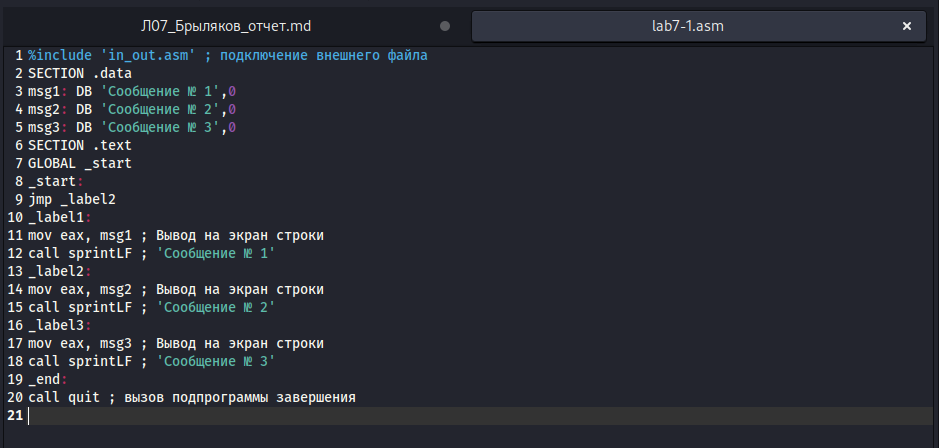 Л07_Брыляков_отчет.md
lab7-1.asm
1 %include 'in_out.asm' ; подключение внешнего файла
2 SECTION .data
3 msg1: DB 'Сообщение № 1',0
4 msg2: DB 'Сообщение № 2',0
5 msg3: DB 'Сообщение № 3',0
6 SECTION .text
7 GLOBAL _start
8 _start:
9 jmp _label2
10 _label1:
11 mov eax, msg1 ; Вывод на экран строки
12 call sprintLF ; 'Сообщение № 1'
13 _label2:
14 mov eax, msg2 ; Вывод на экран строки
15 call sprintLF ; 'Сообщение № 2'
16 _label3:
17 mov eax, msg3 ; Вывод на экран строки
18 call sprintLF ; 'Сообщение № 3'
19 _end:
20 call quit ; вызов подпрограммы завершения
21